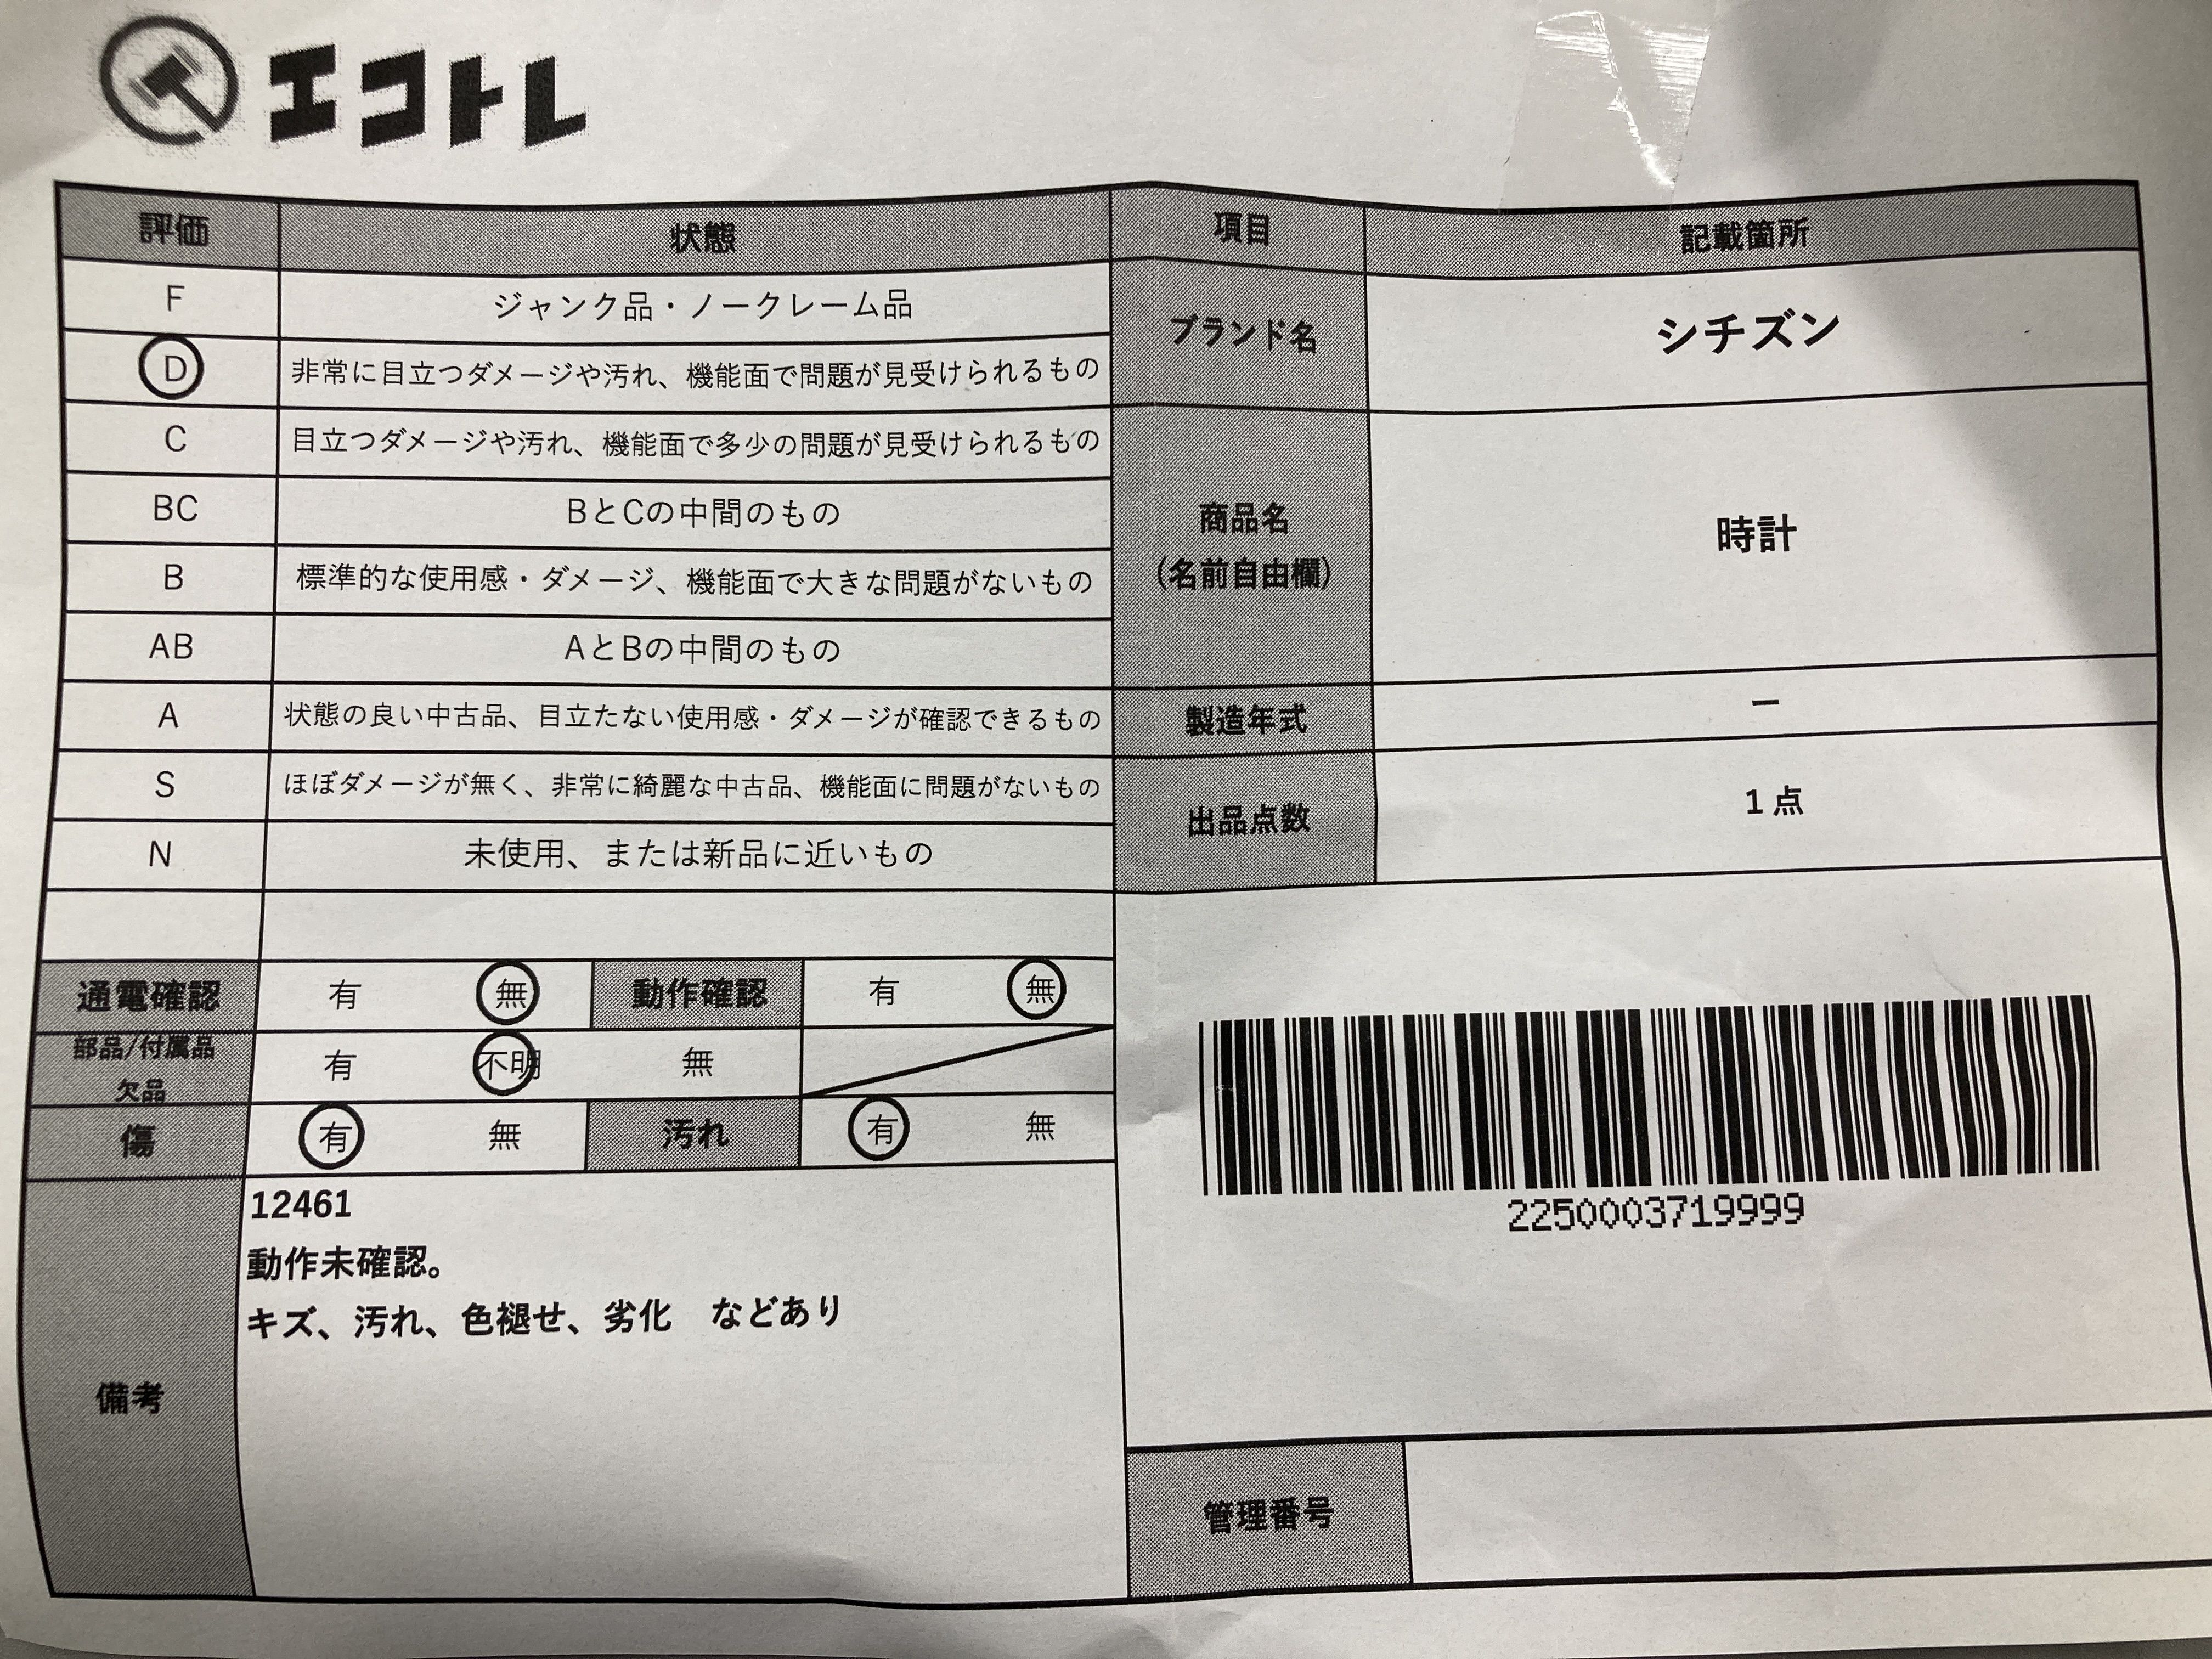 エコトレ
評価 状態 項目 記載箇所
F ジャンク品・ノークレーム品
D 非常に目立つダメージや汚れ、機能面で問題が見受けられるもの
ブランド名 シチズン
C 目立つダメージや汚れ、機能面で多少の問題が見受けられるもの
BC BとCの中間のもの
商品名
(名前自由欄)
時計
B 標準的な使用感・ダメージ、機能面で大きな問題がないもの
AB AとBの中間のもの
A 状態の良い中古品、目立たない使用感・ダメージが確認できるもの
製造年式 ー
S ほぼダメージが無く、非常に綺麗な中古品、機能面に問題がないもの
出品点数 1点
N 未使用、または新品に近いもの
通電確認 有 無 動作確認 有 無
部品/付属品
欠品
有 不明 無
傷 有 無 汚れ 有 無
備考
12461
動作未確認。
キズ、汚れ、色褪せ、劣化 などあり
2250003719999
管理番号